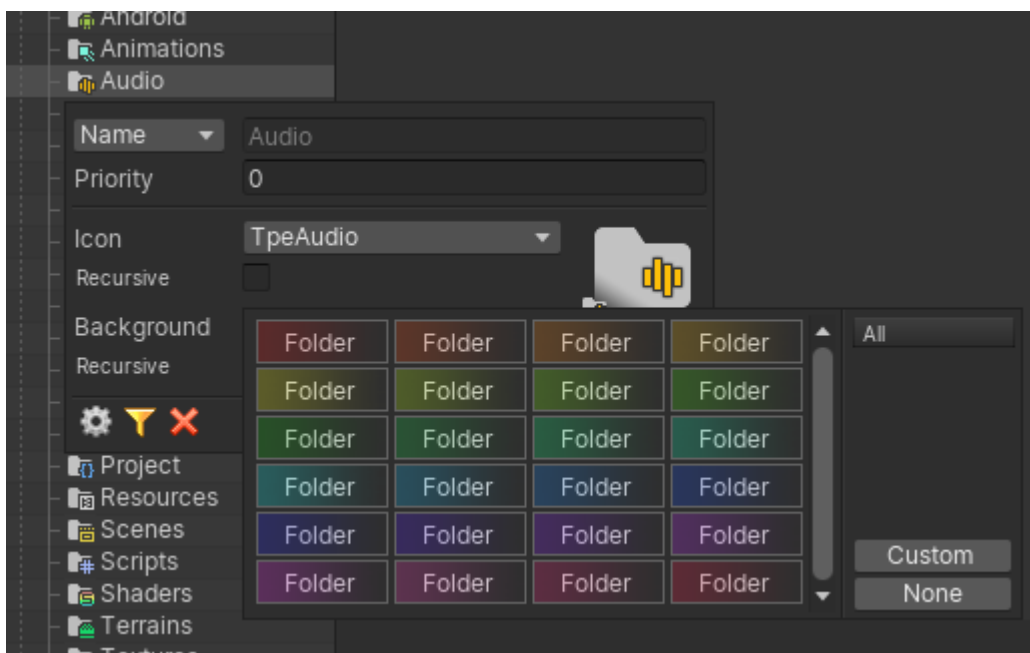 Android
Animations
Audio
Name Audio
Priority 0
Icon TpeAudio
Recursive
Background
Recursive
Folder Folder Folder Folder All
Folder Folder Folder Folder
Folder Folder Folder Folder
Folder Folder Folder Folder
Folder Folder Folder Folder
Folder Folder Folder Folder
Custom
None
Project
Resources
Scenes
Scripts
Shaders
Terrains
Textures